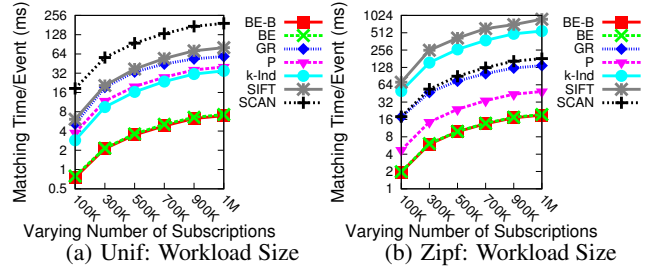 Matching Time/Event (ms)
256
128
64
32
16
8
4
2
1
0.5
100K
300K
500K
700K
900K
1M
Varying Number of Subscriptions
(a) Unif: Workload Size
BE-B
BE
GR
P
k-Ind
SIFT
SCAN
Matching Time/Event (ms)
1024
512
256
128
64
32
16
8
4
2
1
100K
300K
500K
700K
900K
1M
Varying Number of Subscriptions
(b) Zipf: Workload Size
BE-B
BE
GR
P
k-Ind
SIFT
SCAN